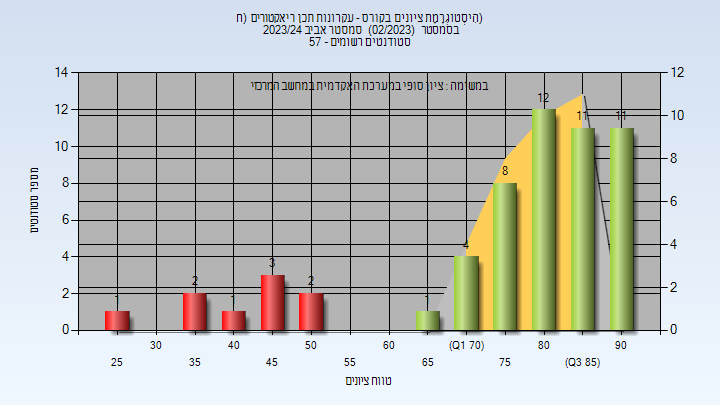 (הִיסְטוֹגְרָמַת ציונים בקורס - עקרונות תכן ריאקטורים (ח
בסמסטר (02/2023) סמסטר אביב 2023/24
סטודנטים רשומים - 57
במשימה : ציון סופי במערכת האקדמית במחשב המרכזי
מספר סטודנטים
14 12 10 8 6 4 2 0
12 10 8 6 4 2 0
1 2 1 3 2 1 4 8 12 11 11
30 40 50 60 (Q1 70) 80 90
25 35 45 55 65 75 (Q3 85)
טווח ציונים